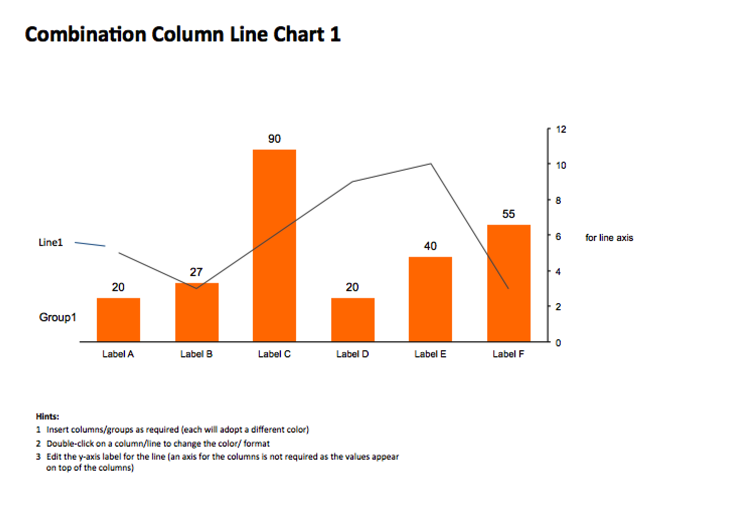 Combination Column Line Chart 1
90
12
10
8
55
6
for line axis
Line1
40
27
4
20
20
2
Group1
0
Label A
Label B
Label C
Label D
Label E
Label F
Hints:
1 Insert columns/groups as required (each will adopt a different color)
2 Double-click on a column/line to change the color/ format
3 Edit the y-axis label for the line (an axis for the columns is not required as the values appear
on top of the columns)